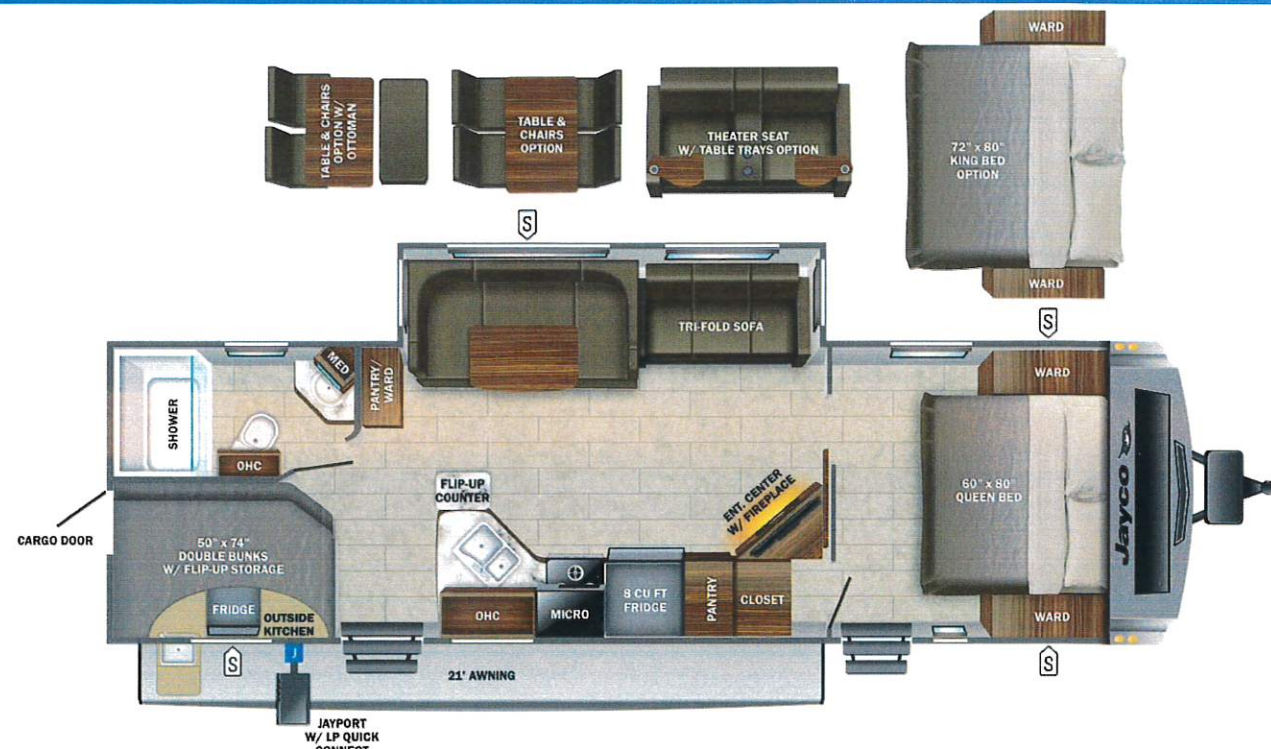 WARD
TABLE & CHAIRS
OPTION W/
OTTOMAN
TABLE &
CHAIRS
OPTION
THEATER SEAT
W/ TABLE TRAYS OPTION
72" x 80"
KING BED
OPTION
WARD
S
S
TRI-FOLD SOFA
MED
PANTRY/
WARD
WARD
SHOWER
OHC
FLIP-UP
COUNTER
ENT. CENTER
W/ FIREPLACE
60" x 80"
QUEEN BED
Jayco
CARGO DOOR
50" x 74"
DOUBLE BUNKS
W/ FLIP-UP STORAGE
FRIDGE
OUTSIDE
KITCHEN
OHC
MICRO
8 CU FT
FRIDGE
PANTRY
CLOSET
WARD
J
S
S
21' AWNING
JAYPORT
W/ LP QUICK
CONNECT